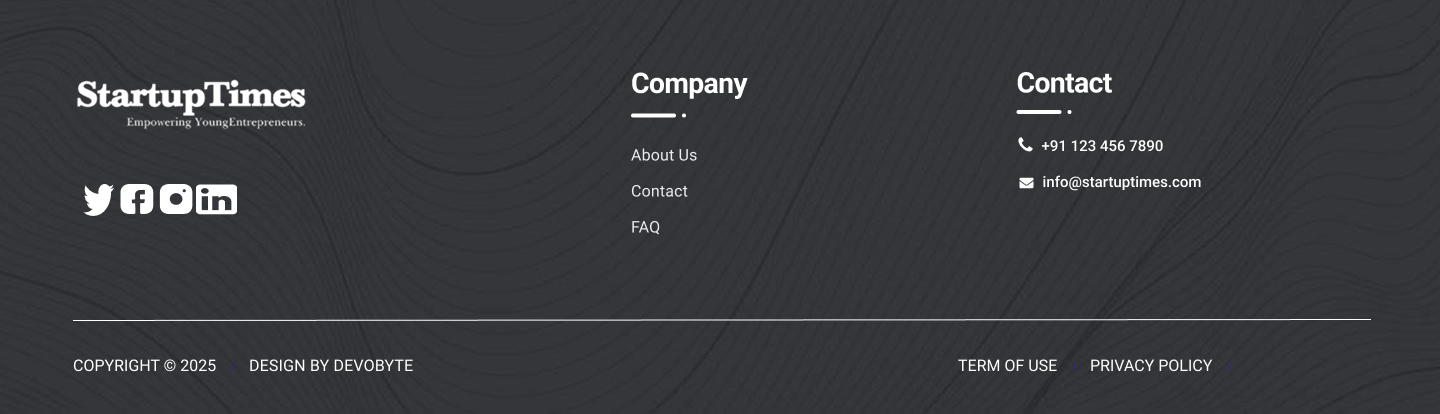 StartupTimes
Empowering YoungEntrepreneurs.
Company
About Us
Contact
FAQ
Contact
+91 123 456 7890
info@startuptimes.com
COPYRIGHT © 2025 DESIGN BY DEVOBYTE
TERM OF USE | PRIVACY POLICY